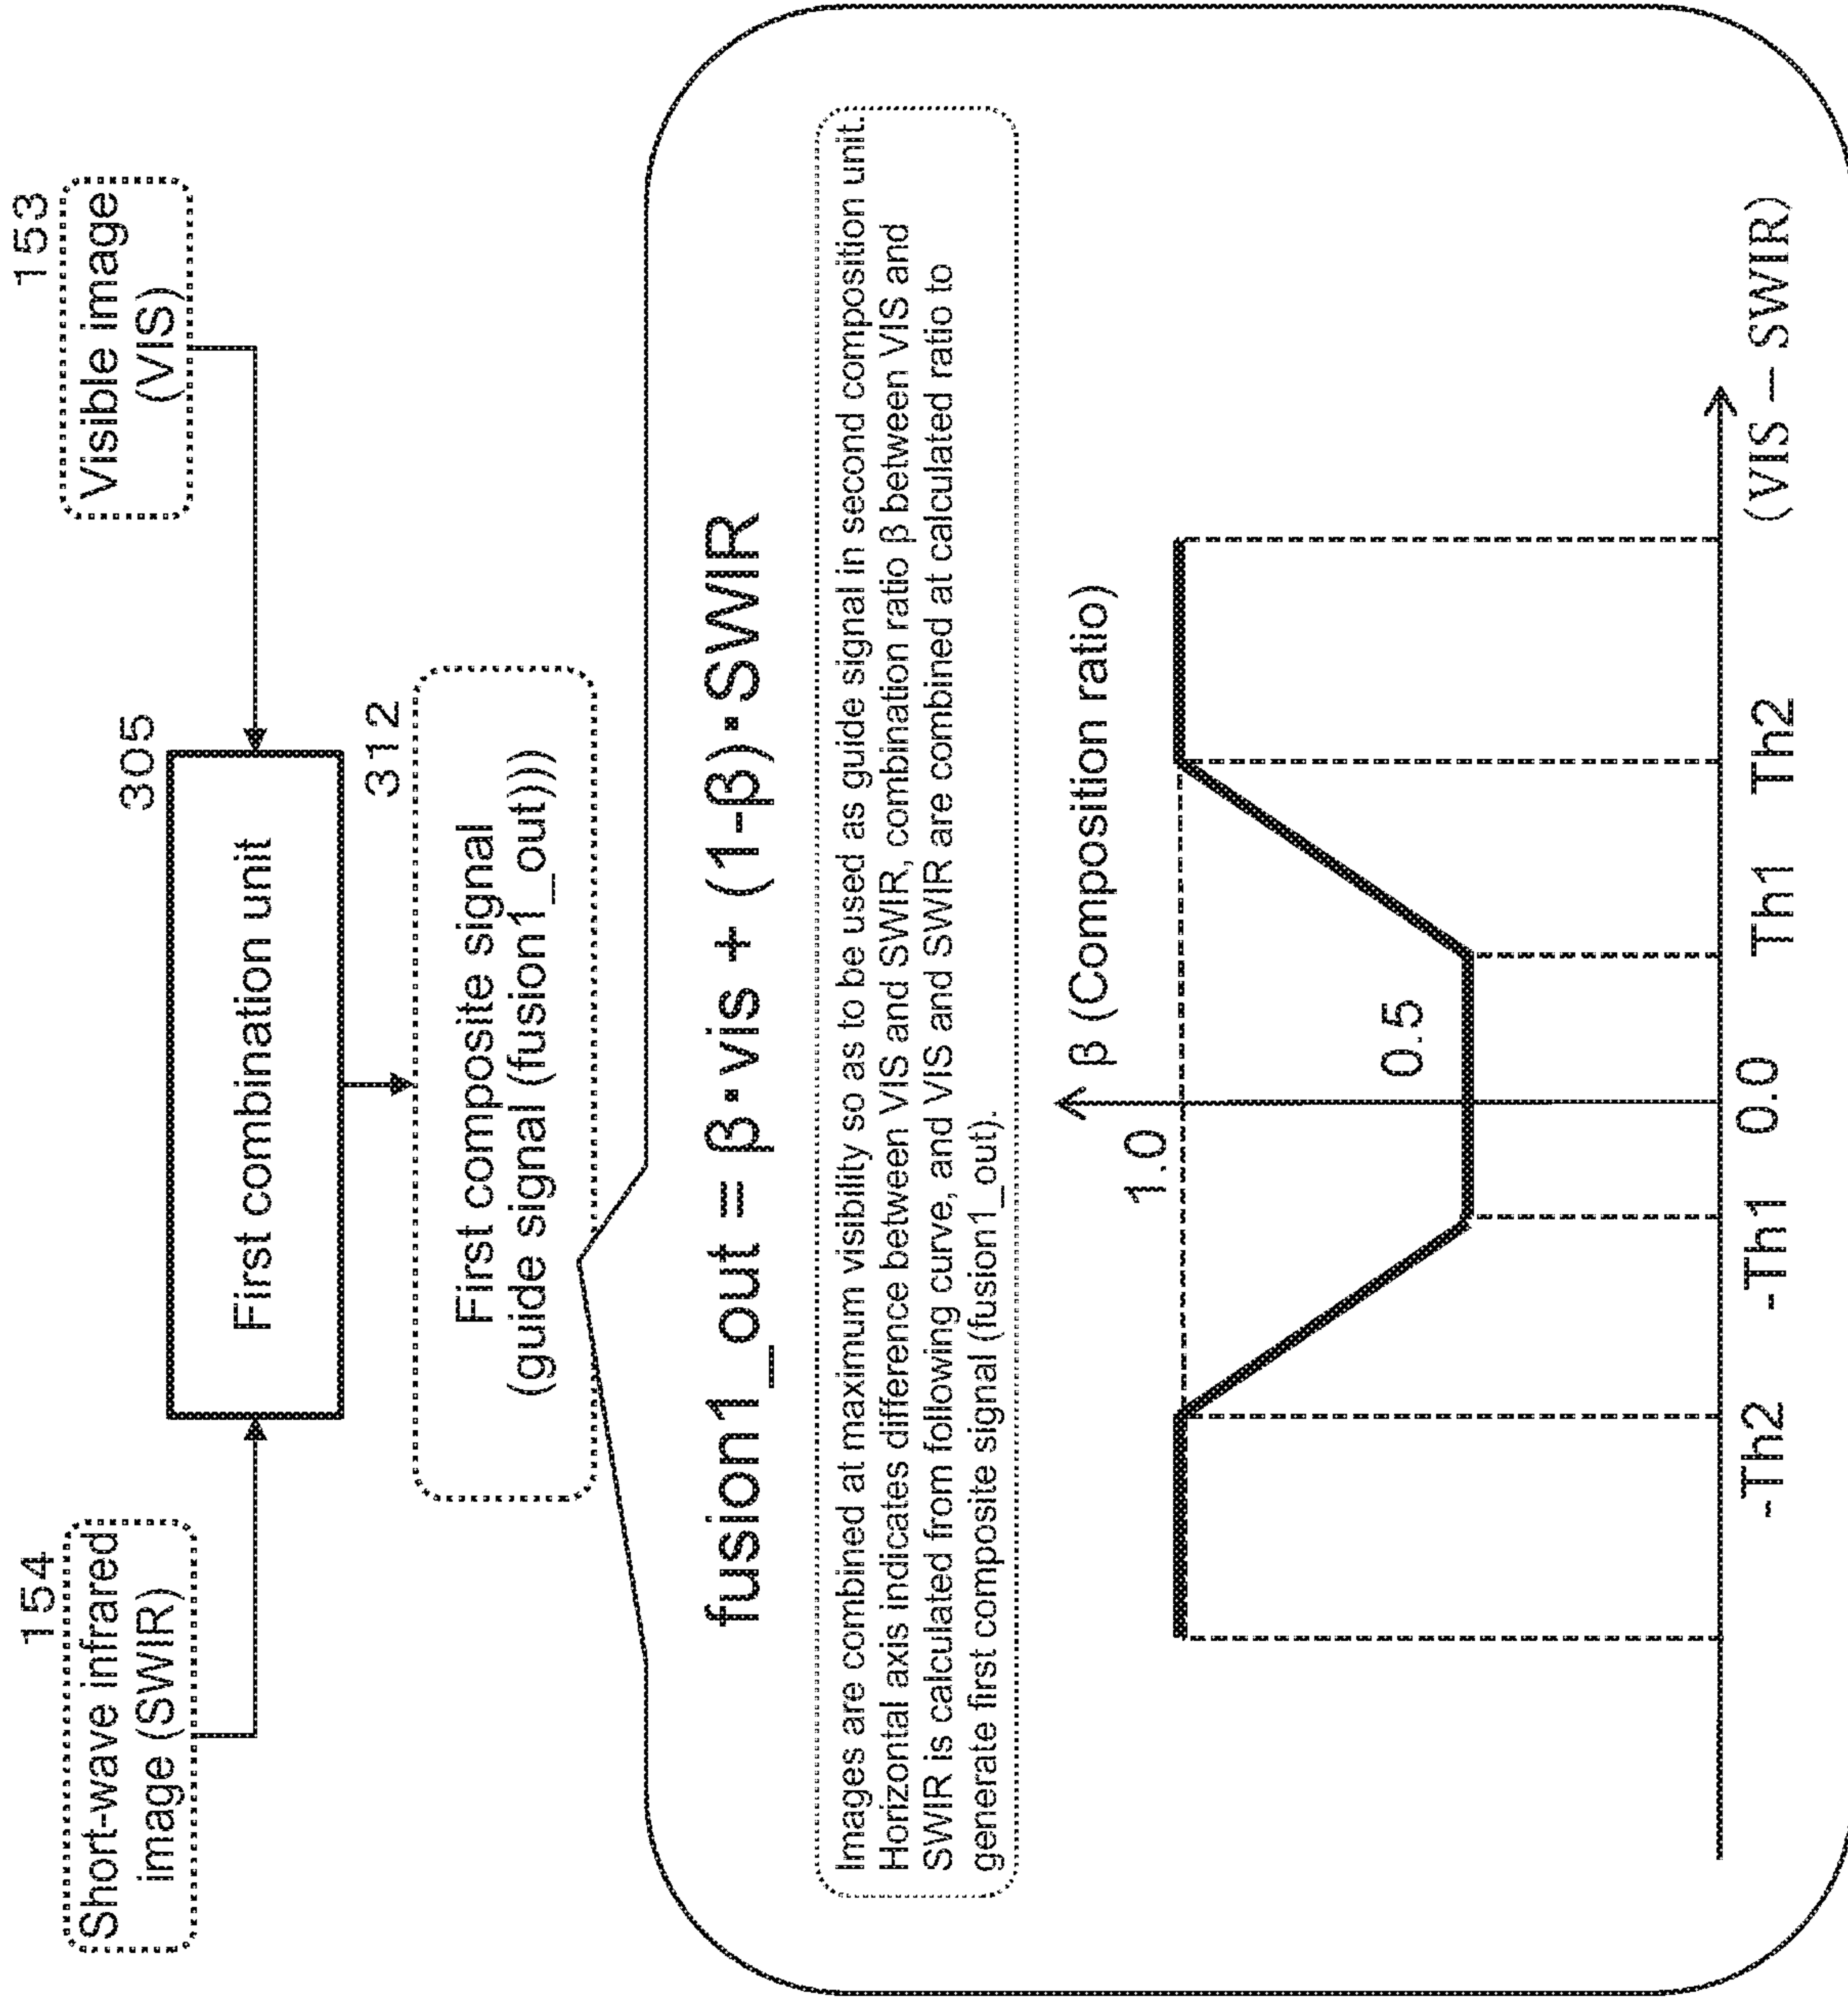 154
Short-wave infrared
image (SWIR)
153
Visible image
(VIS)
305
First combination unit
312
First composite signal
(guide signal (fusion1_out)))
fusion1_out = β·vis + (1-β)·SWIR
Images are combined at maximum visibility so as to be used as guide signal in second composition unit.
Horizontal axis indicates difference between VIS and SWIR, combination ratio β between VIS and
SWIR is calculated from following curve, and VIS and SWIR are combined at calculated ratio to
generate first composite signal (fusion1_out).
β (Composition ratio)
1.0
0.5
-Th2
-Th1
0.0
Th1
Th2
(VIS – SWIR)